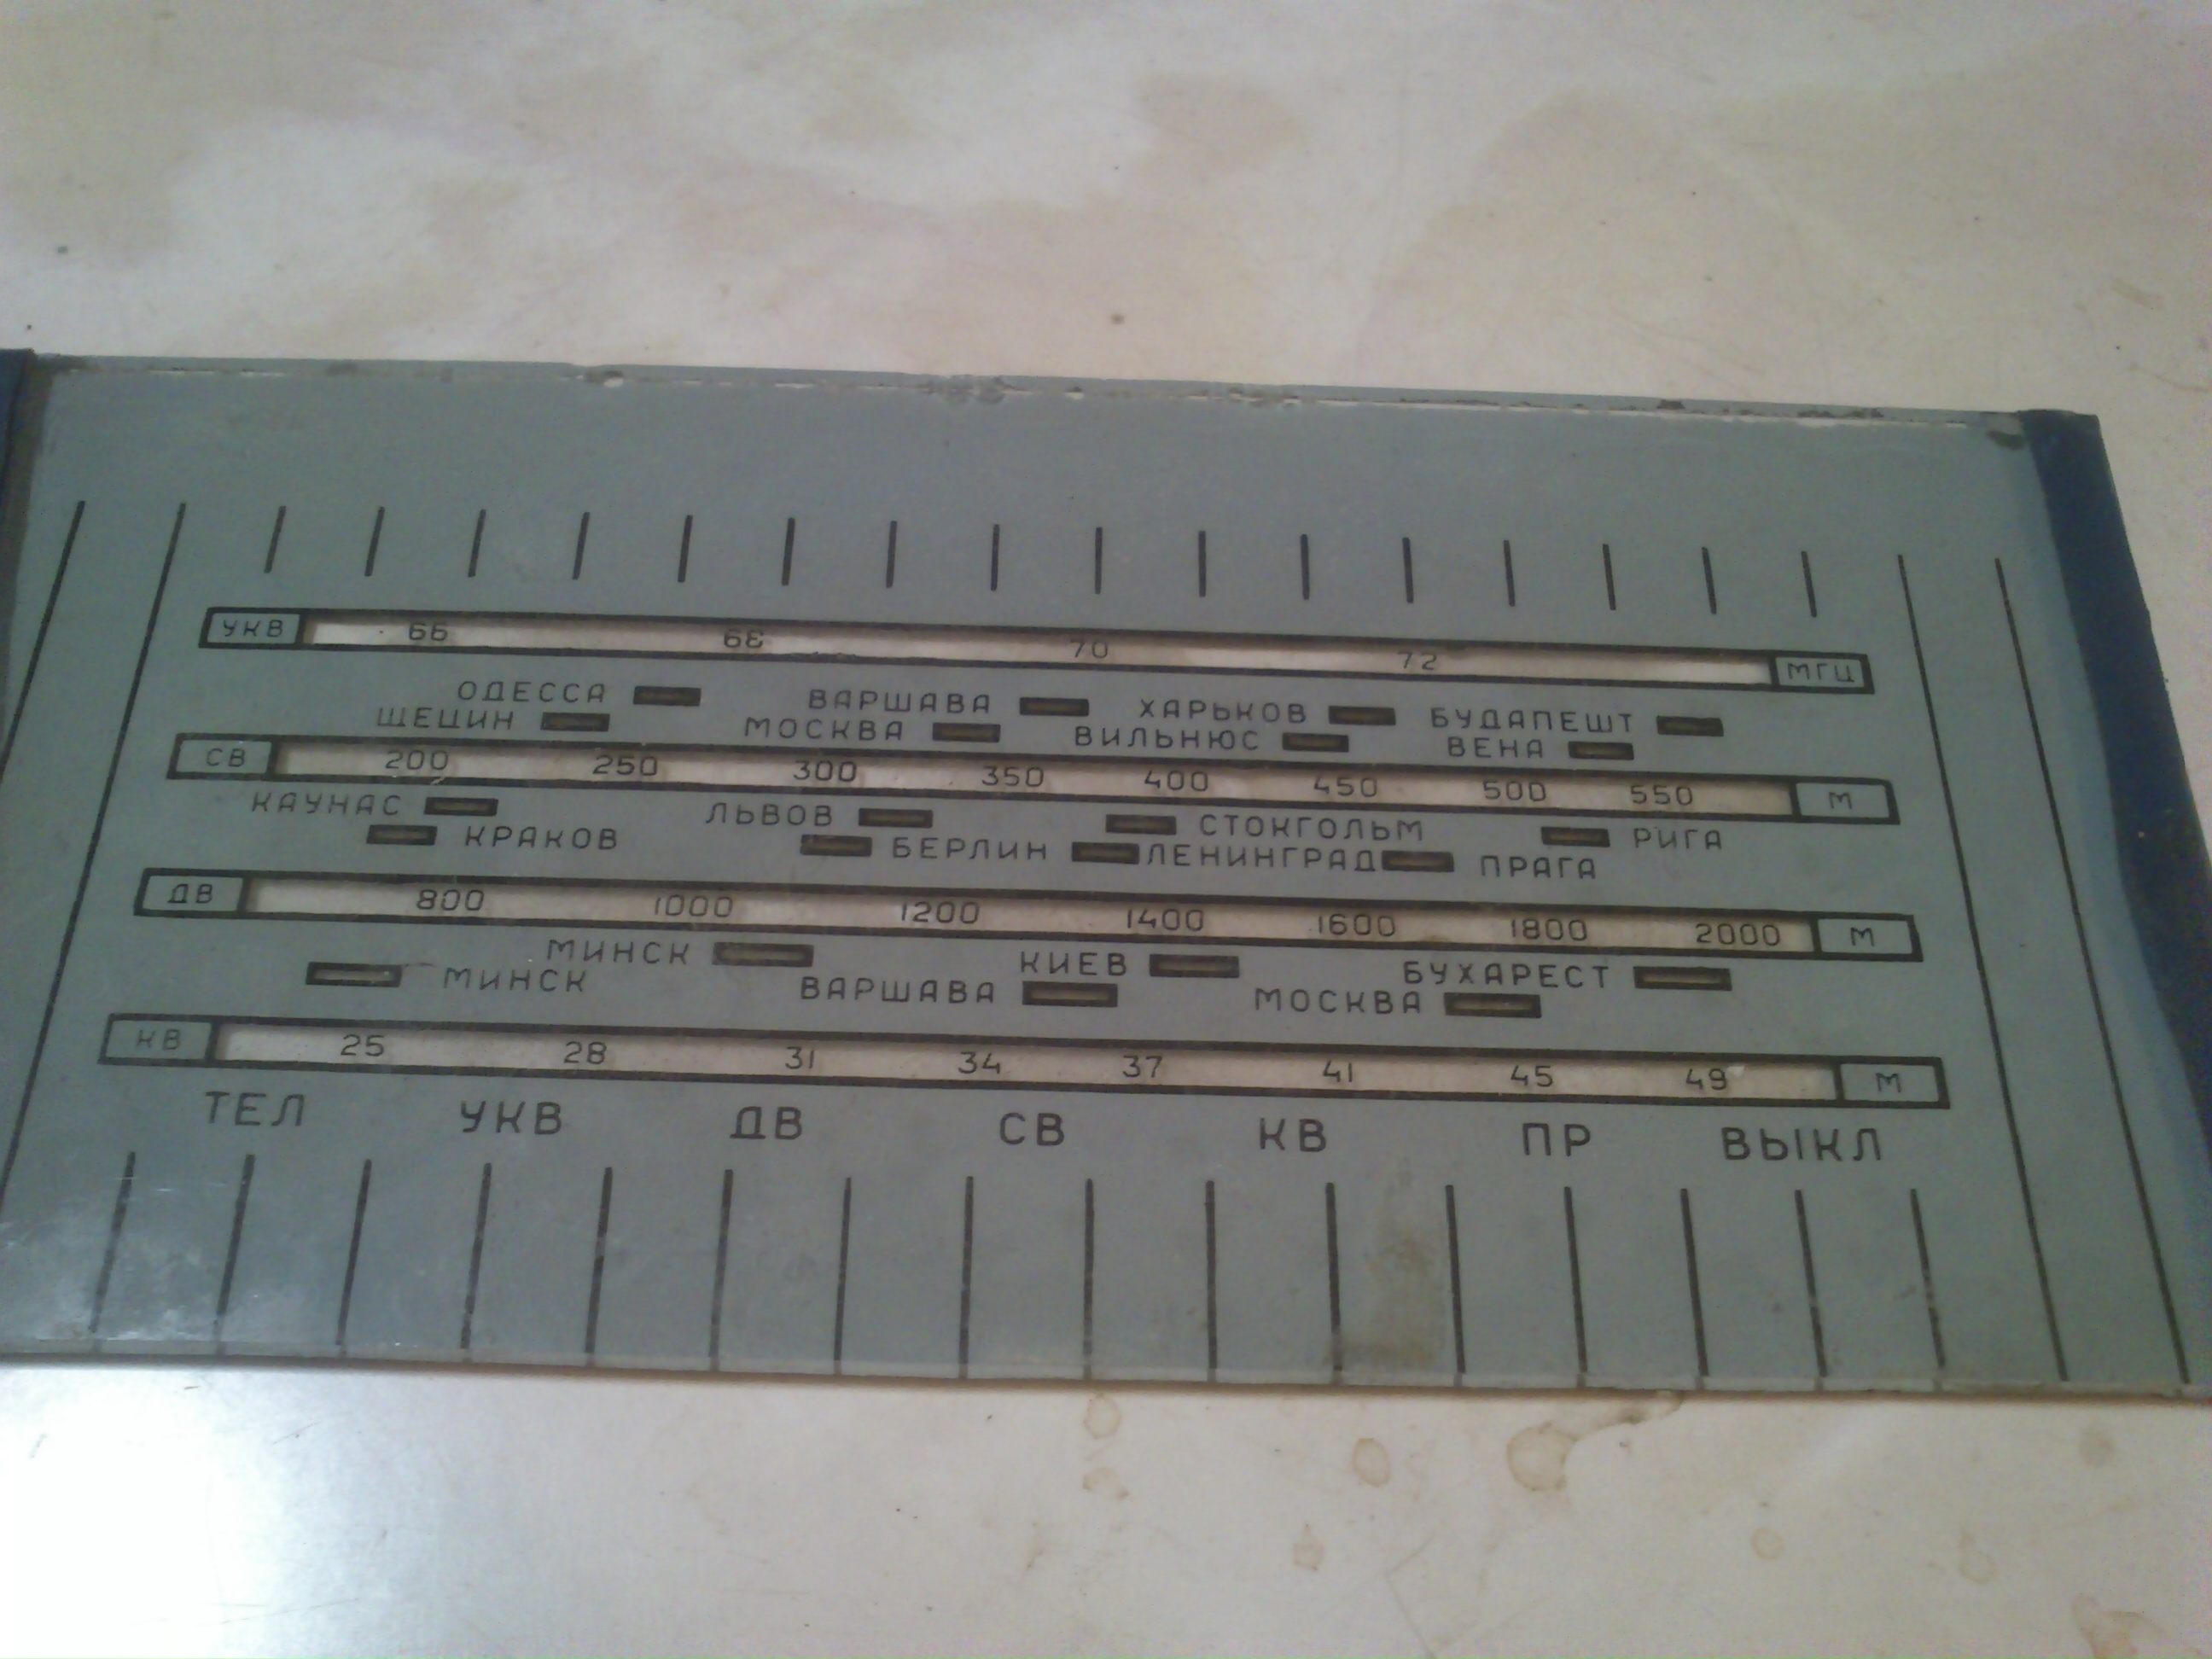 УКВ 66 68 70 72 МГЦ
ОДЕССА ВАРШАВА ХАРЬКОВ БУДАПЕШТ
ЩЕЦИН МОСКВА ВИЛЬНЮС ВЕНА
СВ 200 250 300 350 400 450 500 550 М
КАУНАС ЛЬВОВ СТОКГОЛЬМ РИГА
КРАКОВ БЕРЛИН ЛЕНИНГРАД ПРАГА
ДВ 800 1000 1200 1400 1600 1800 2000 М
МИНСК КИЕВ БУХАРЕСТ
МИНСК ВАРШАВА МОСКВА
КВ 25 28 31 34 37 41 45 49 М
ТЕЛ УКВ ДВ СВ КВ ПР ВЫКЛ